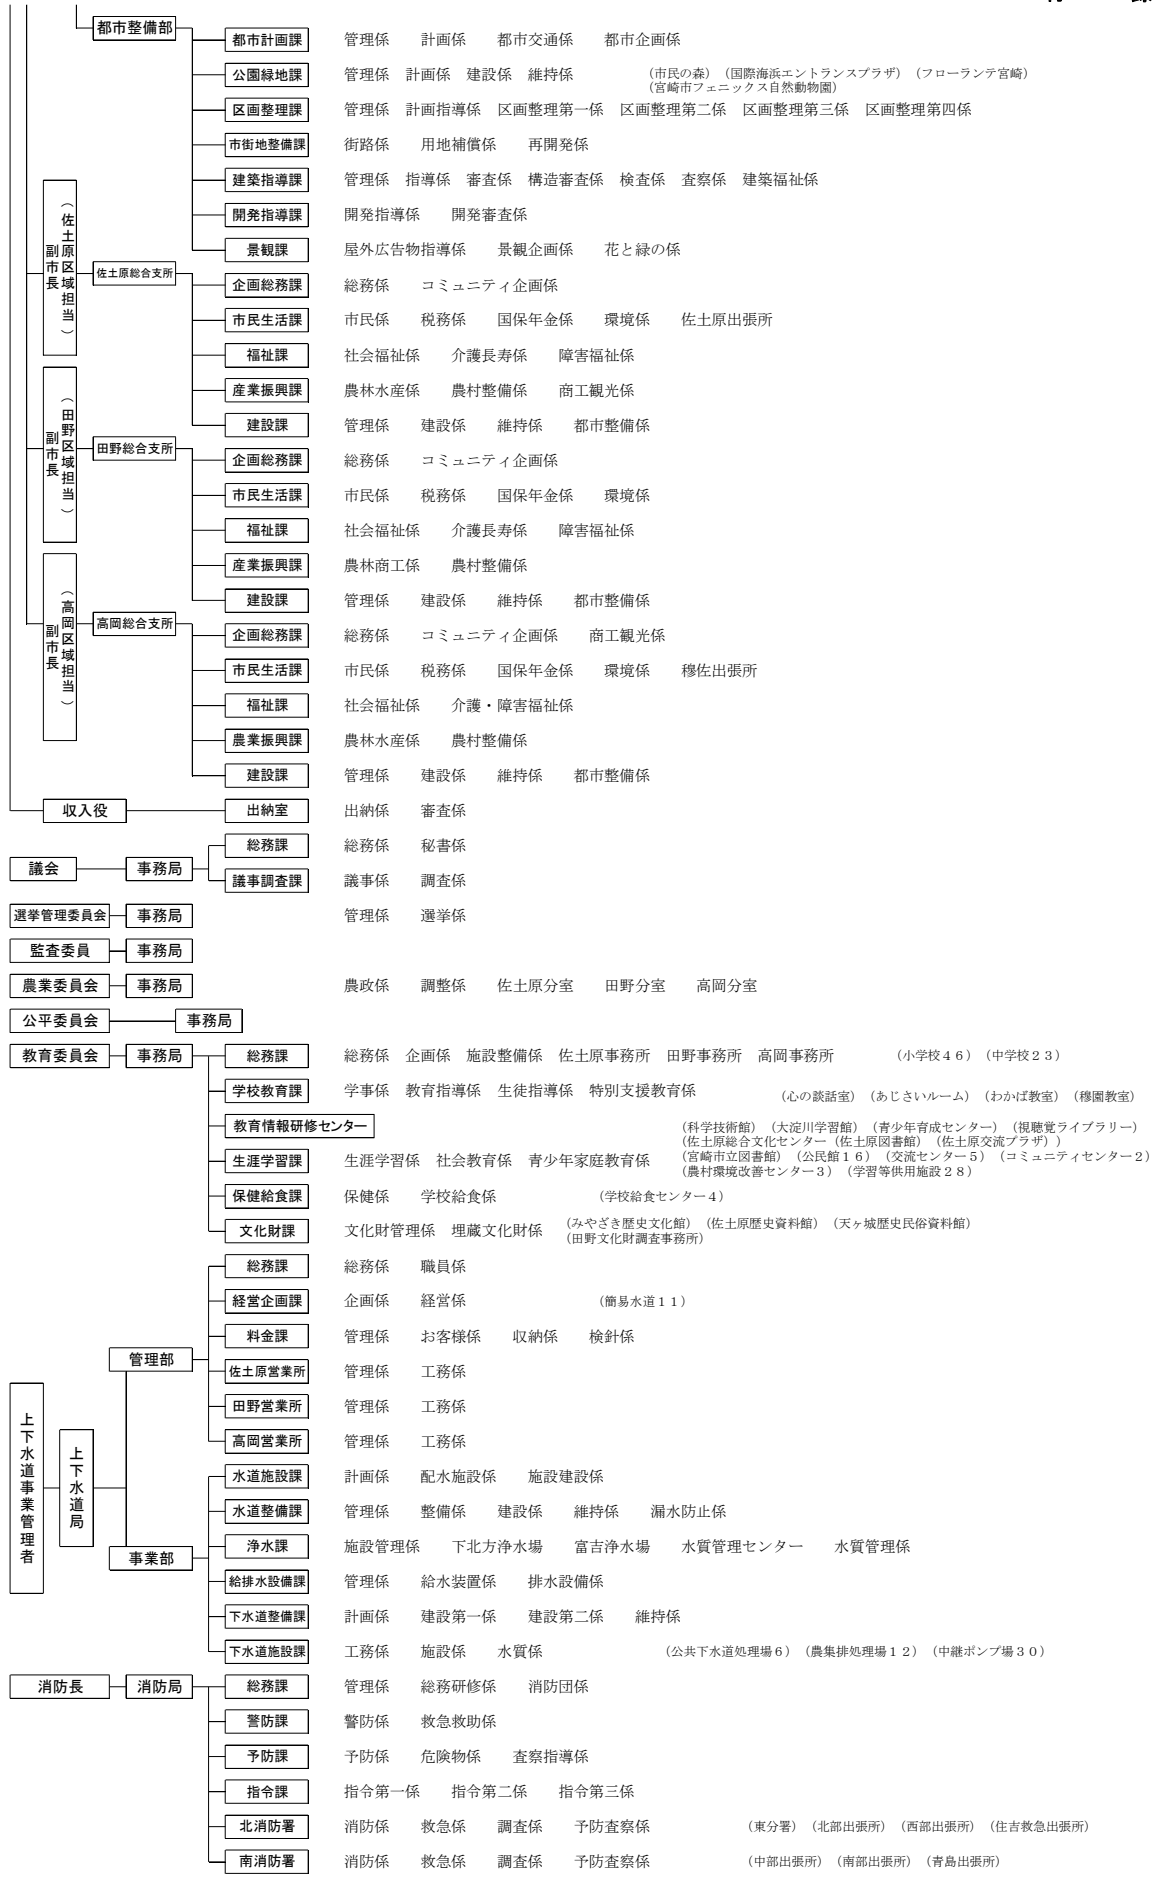 都市整備部
都市計画課 管理係 計画係 都市交通係 都市企画係
公園緑地課 管理係 計画係 建設係 維持係 （市民の森）（国際海浜エントランスプラザ）（フローランテ宮崎）
（宮崎市フェニックス自然動物園）
区画整理課 管理係 計画指導係 区画整理第一係 区画整理第二係 区画整理第三係 区画整理第四係
市街地整備課 街路係 用地補償係 再開発係
建築指導課 管理係 指導係 審査係 構造審査係 検査係 査察係 建築福祉係
開発指導課 開発指導係 開発審査係
景観課 屋外広告物指導係 景観企画係 花と緑の係
副市長（佐土原区域担当）
佐土原総合支所
企画総務課 総務係 コミュニティ企画係
市民生活課 市民係 税務係 国保年金係 環境係 佐土原出張所
福祉課 社会福祉係 介護長寿係 障害福祉係
産業振興課 農林水産係 農村整備係 商工観光係
建設課 管理係 建設係 維持係 都市整備係
副市長（田野区域担当）
田野総合支所
企画総務課 総務係 コミュニティ企画係
市民生活課 市民係 税務係 国保年金係 環境係
福祉課 社会福祉係 介護長寿係 障害福祉係
産業振興課 農林商工係 農村整備係
建設課 管理係 建設係 維持係 都市整備係
副市長（高岡区域担当）
高岡総合支所
企画総務課 総務係 コミュニティ企画係 商工観光係
市民生活課 市民係 税務係 国保年金係 環境係 穆佐出張所
福祉課 社会福祉係 介護・障害福祉係
農業振興課 農林水産係 農村整備係
建設課 管理係 建設係 維持係 都市整備係
収入役 出納室 出納係 審査係
議会 事務局
総務課 総務係 秘書係
議事調査課 議事係 調査係
選挙管理委員会 事務局 管理係 選挙係
監査委員 事務局
農業委員会 事務局 農政係 調整係 佐土原分室 田野分室 高岡分室
公平委員会 事務局
教育委員会 事務局 総務課 総務係 企画係 施設整備係 佐土原事務所 田野事務所 高岡事務所 （小学校４６）（中学校２３）
学校教育課 学事係 教育指導係 生徒指導係 特別支援教育係 （心の談話室）（あじさいルーム）（わかば教室）（穆園教室）
教育情報研修センター （科学技術館）（大淀川学習館）（青少年育成センター）（視聴覚ライブラリー）
（佐土原総合文化センター（佐土原図書館）（佐土原交流プラザ））
生涯学習課 生涯学習係 社会教育係 青少年家庭教育係 （宮崎市立図書館）（公民館１６）（交流センター５）（コミュニティセンター２）
（農村環境改善センター３）（学習等供用施設２８）
保健給食課 保健係 学校給食係 （学校給食センター４）
文化財課 文化財管理係 埋蔵文化財係 （みやざき歴史文化館）（佐土原歴史資料館）（天ヶ城歴史民俗資料館）
（田野文化財調査事務所）
上下水道事業管理者
上下水道局
管理部
総務課 総務係 職員係
経営企画課 企画係 経営係 （簡易水道１１）
料金課 管理係 お客様係 収納係 検針係
佐土原営業所 管理係 工務係
田野営業所 管理係 工務係
高岡営業所 管理係 工務係
事業部
水道施設課 計画係 配水施設係 施設建設係
水道整備課 管理係 整備係 建設係 維持係 漏水防止係
浄水課 施設管理係 下北方浄水場 富吉浄水場 水質管理センター 水質管理係
給排水設備課 管理係 給水装置係 排水設備係
下水道整備課 計画係 建設第一係 建設第二係 維持係
下水道施設課 工務係 施設係 水質係 （公共下水道処理場６）（農集排処理場１２）（中継ポンプ場３０）
消防長 消防局 総務課 管理係 総務研修係 消防団係
警防課 警防係 救急救助係
予防課 予防係 危険物係 査察指導係
指令課 指令第一係 指令第二係 指令第三係
北消防署 消防係 救急係 調査係 予防査察係 （東分署）（北部出張所）（西部出張所）（住吉救急出張所）
南消防署 消防係 救急係 調査係 予防査察係 （中部出張所）（南部出張所）（青島出張所）